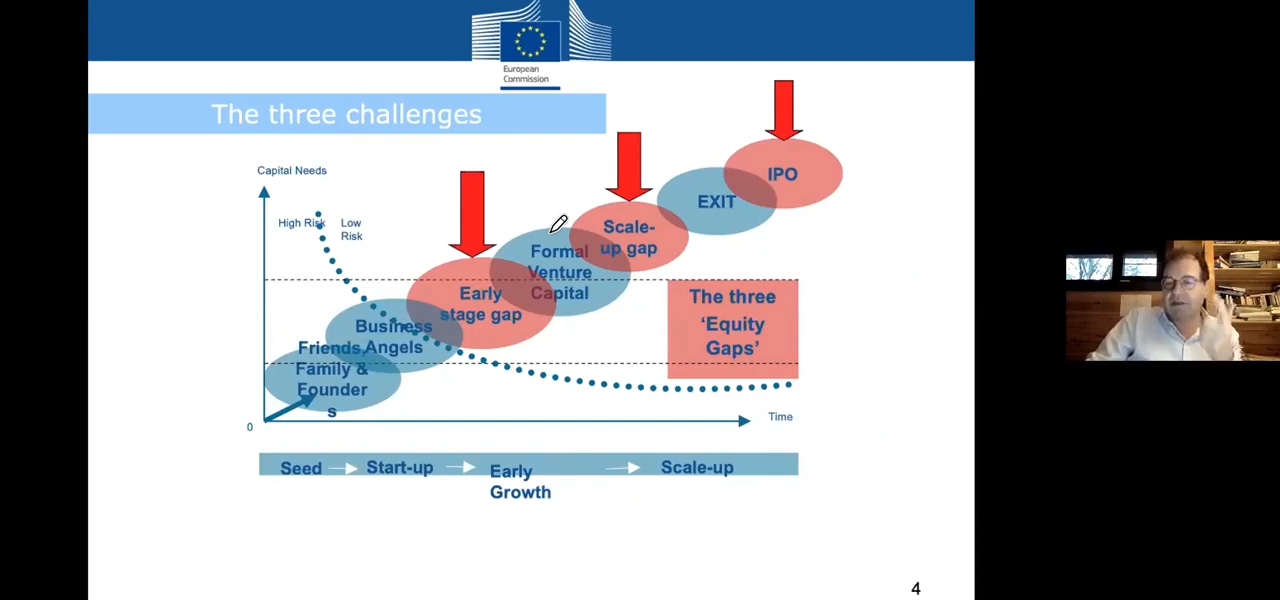 European
Commission
The three challenges
Capital Needs
High Risk
Low
Risk
IPO
EXIT
Scale-
up gap
Formal
Venture
Capital
Early
stage gap
The three
‘Equity
Gaps’
Business
Angels
Friends,
Family &
Founder
s
0
Time
Seed
Start-up
Early
Growth
Scale-up
4